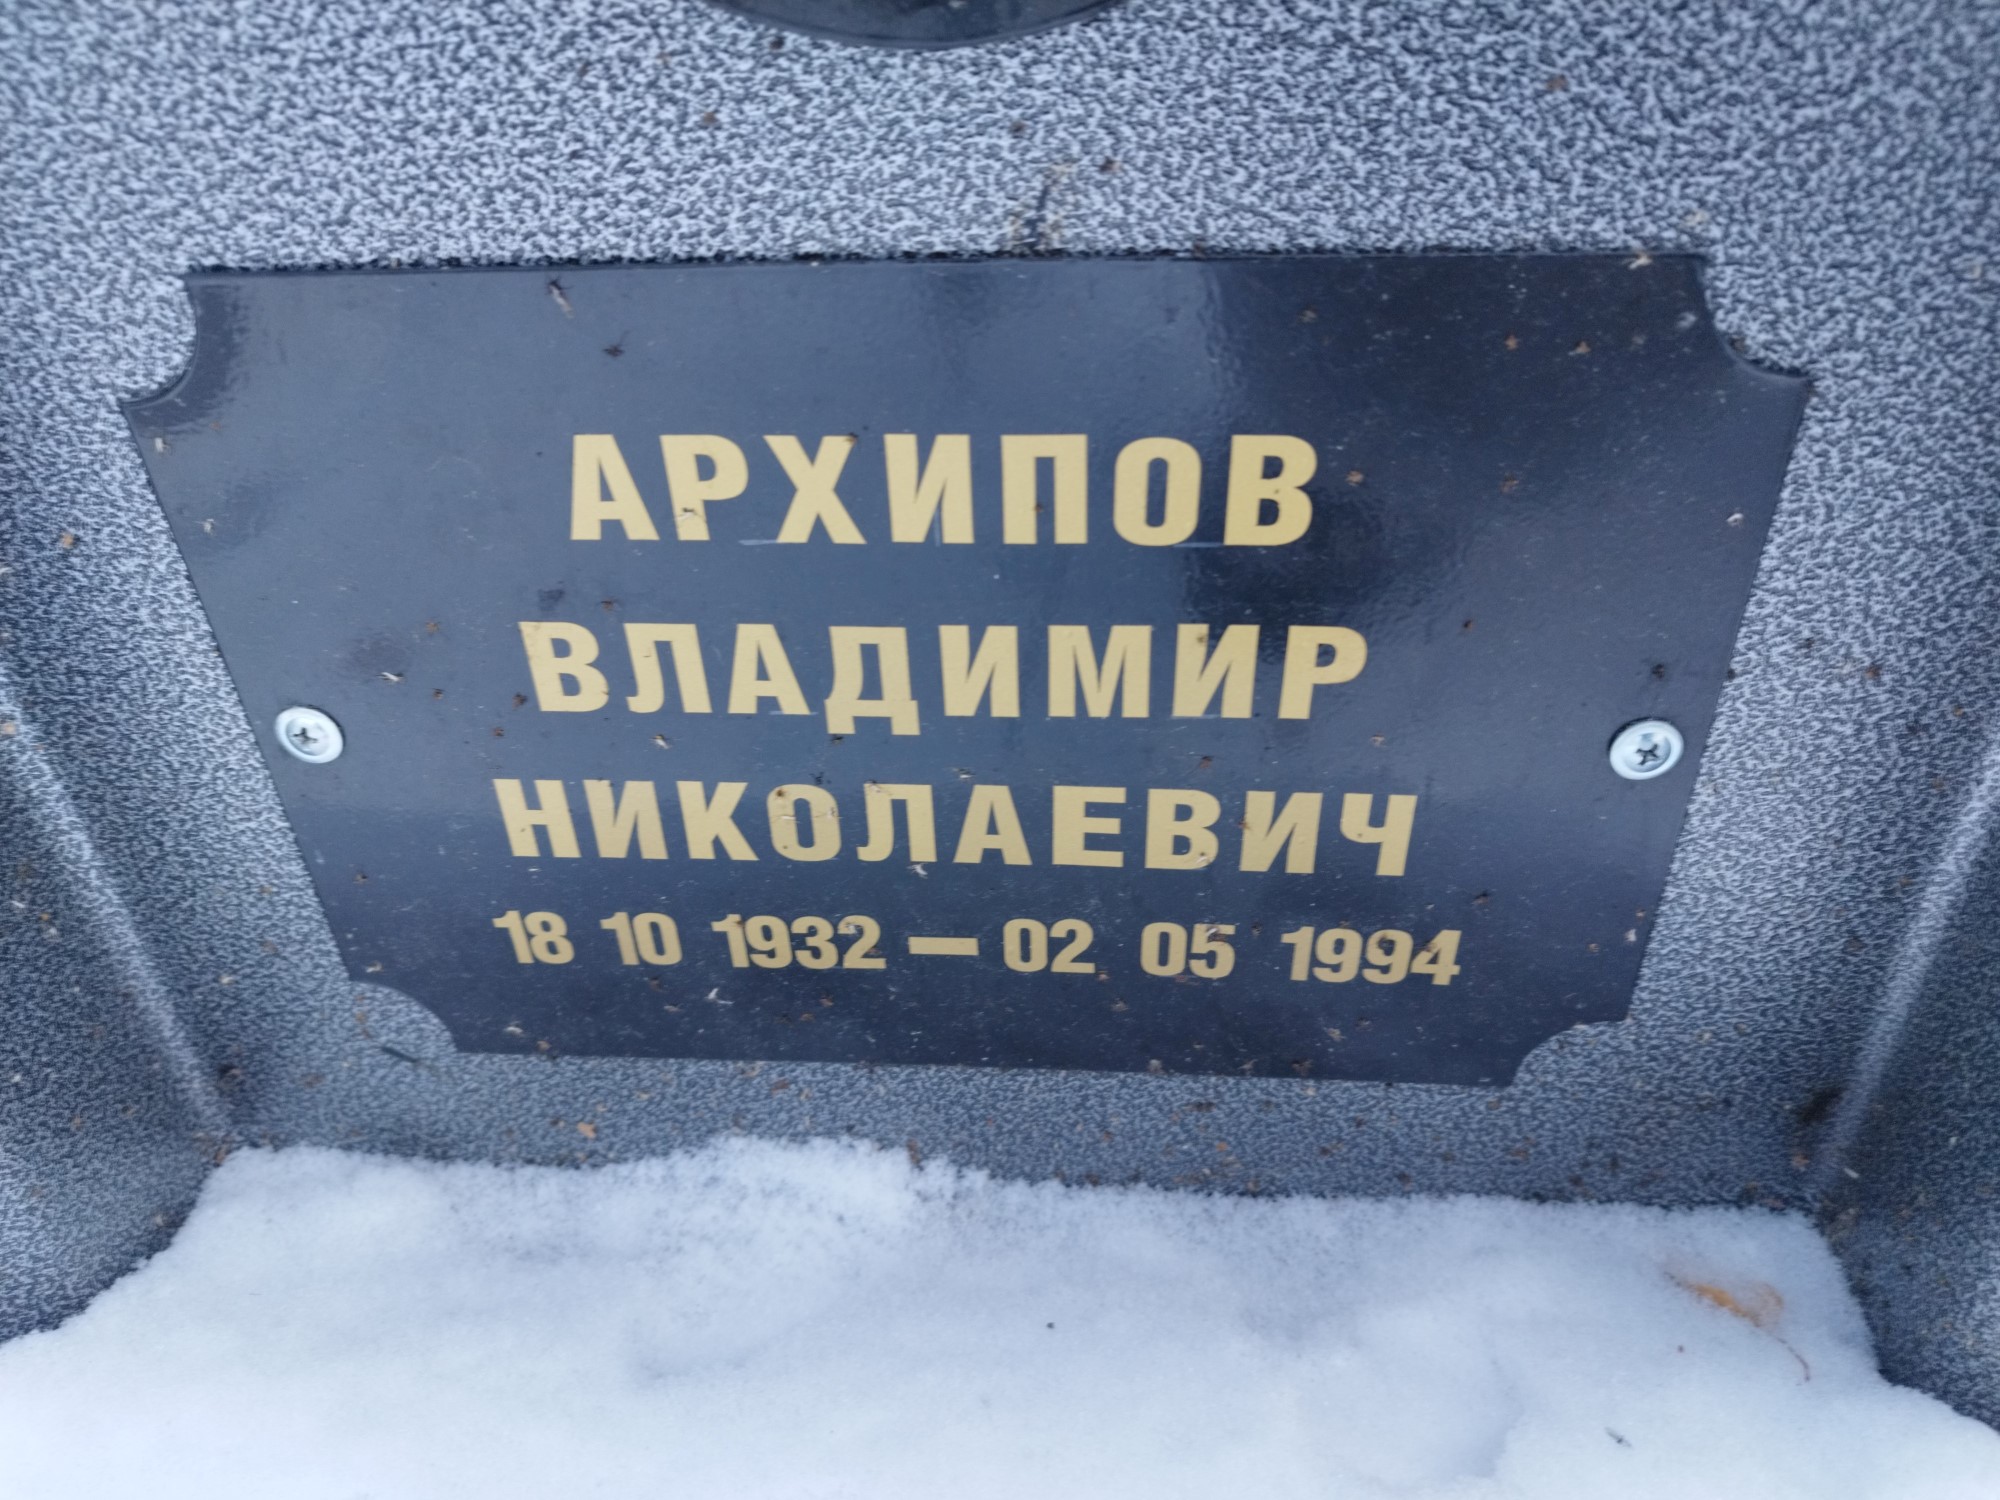 АРХИПОВ
ВЛАДИМИР
НИКОЛАЕВИЧ
18 10 1932 – 02 05 1994